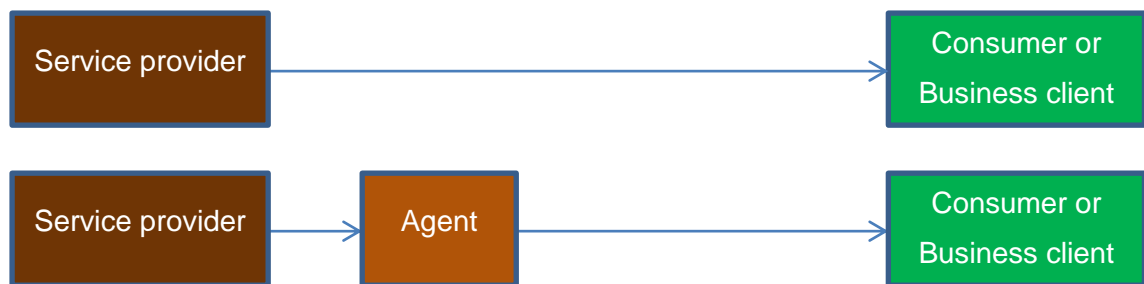 Service provider
Consumer or
Business client
Service provider
Agent
Consumer or
Business client